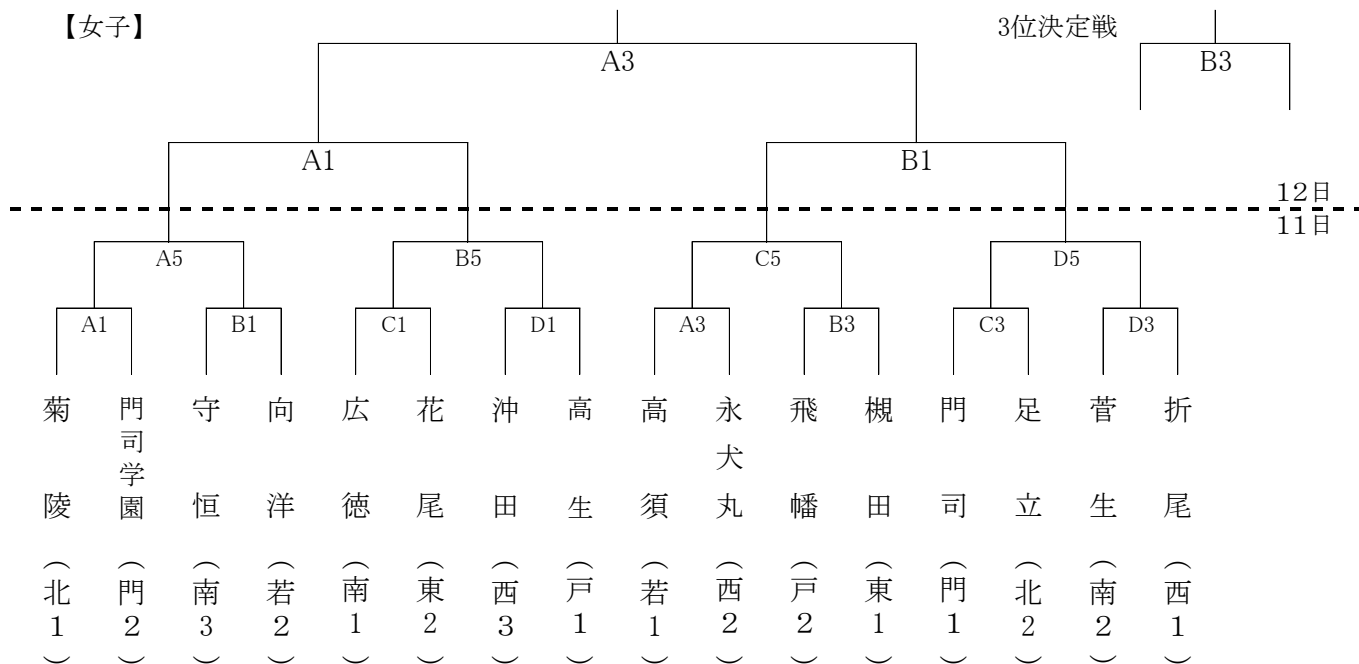 【女子】
3位決定戦
A3
B3
A1
B1
12日
11日
A5
B5
C5
D5
A1
B1
C1
D1
A3
B3
C3
D3
菊陵（北1）
門司学園（門2）
守恒（南3）
向洋（若2）
広徳（南1）
花尾（東2）
沖田（西3）
高生（戸1）
高須（若1）
永犬丸（西2）
飛幡（戸2）
槻田（東1）
門司（門1）
足立（北2）
菅生（南2）
折尾（西1）